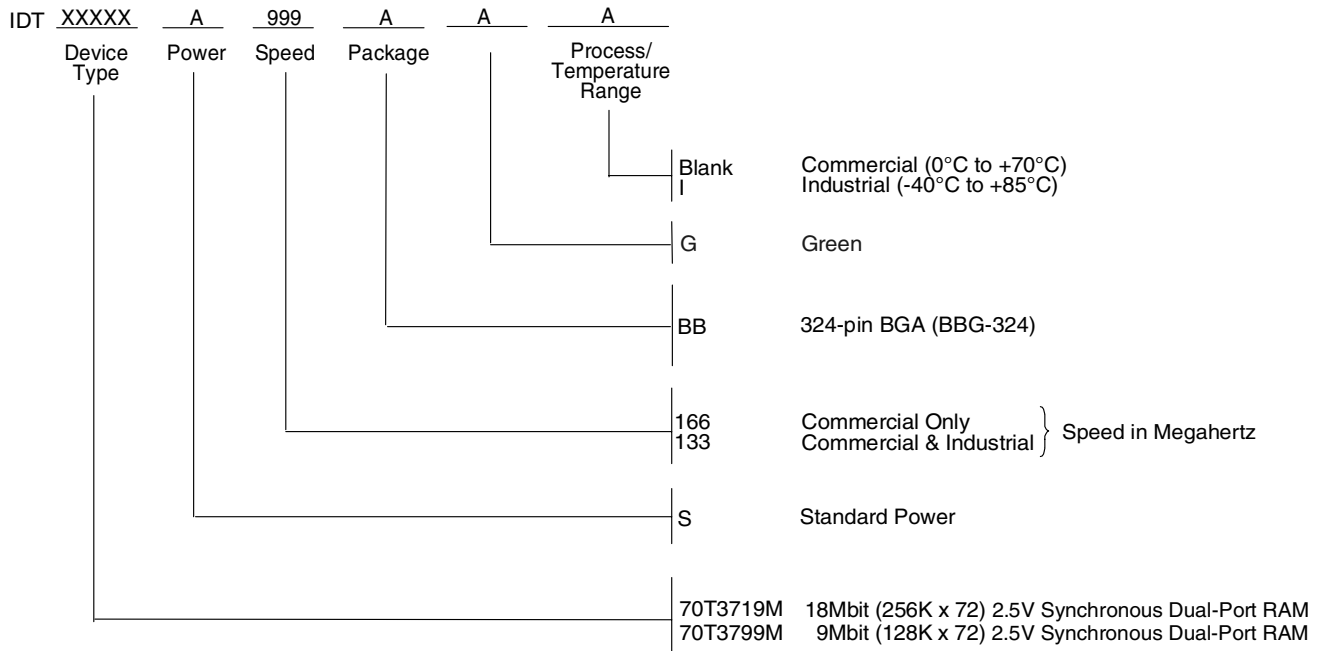 IDT XXXXX A 999 A A A
Device Type
Power
Speed
Package
Process/
Temperature
Range
Blank Commercial (0°C to +70°C)
I Industrial (-40°C to +85°C)
G Green
BB 324-pin BGA (BBG-324)
166 Commercial Only
133 Commercial & Industrial
Speed in Megahertz
S Standard Power
70T3719M 18Mbit (256K x 72) 2.5V Synchronous Dual-Port RAM
70T3799M 9Mbit (128K x 72) 2.5V Synchronous Dual-Port RAM